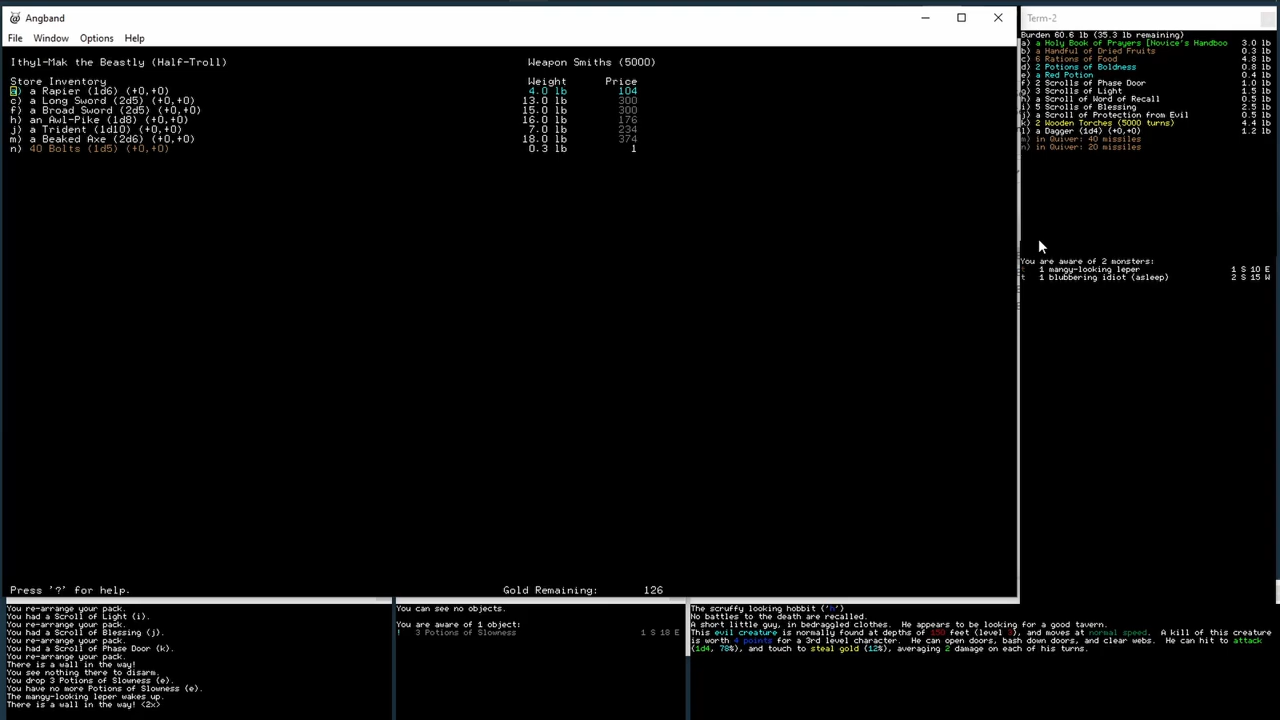 Angband
Term-2
File Window Options Help
Ithyl-Mak the Beastly (Half-Troll) Weapon Smiths (5000)
Store Inventory Weight Price
a) a Rapier (1d6) (+0,+0) 4.0 lb 104
c) a Long Sword (2d5) (+0,+0) 13.0 lb 300
f) a Broad Sword (2d5) (+0,+0) 15.0 lb 300
h) an Awl-Pike (1d8) (+0,+0) 16.0 lb 176
j) a Trident (1d10) (+0,+0) 7.0 lb 234
m) a Beaked Axe (2d6) (+0,+0) 18.0 lb 374
n) 40 Bolts (1d5) (+0,+0) 0.3 lb 1
Press '?' for help. Gold Remaining: 126
Burden 60.6 lb (35.3 lb remaining)
a) a Holy Book of Prayers [Novice's Handboo 3.0 lb
b) a Handful of Dried Fruits 0.3 lb
c) 6 Rations of Food 4.8 lb
d) 2 Potions of Boldness 0.8 lb
e) a Red Potion 0.4 lb
f) 2 Scrolls of Phase Door 1.0 lb
g) 3 Scrolls of Light 1.5 lb
h) a Scroll of Word of Recall 0.5 lb
i) 5 Scrolls of Blessing 2.5 lb
j) a Scroll of Protection from Evil 0.5 lb
k) 2 Wooden Torches (5000 turns) 4.4 lb
l) a Dagger (1d4) (+0,+0) 1.2 lb
m) in Quiver: 40 missiles
n) in Quiver: 20 missiles
You are aware of 2 monsters:
t 1 mangy-looking leper 1 S 10 E
t 1 blubbering idiot (asleep) 2 S 15 W
You re-arrange your pack.
You had a Scroll of Light (i).
You re-arrange your pack.
You had a Scroll of Blessing (j).
You re-arrange your pack.
You had a Scroll of Phase Door (k).
You re-arrange your pack.
There is a wall in the way!
You see nothing there to disarm.
You drop 3 Potions of Slowness (e).
You have no more Potions of Slowness (e).
The mangy-looking leper wakes up.
There is a wall in the way! <2x>
You can see no objects.
You are aware of 1 object:
! 3 Potions of Slowness 1 S 18 E
The scruffy looking hobbit ('h')
No battles to the death are recalled.
A short little guy, in bedraggled clothes. He appears to be looking for a good tavern.
This evil creature is normally found at depths of 150 feet (level 3), and moves at normal speed. A kill of this creature
is worth 4 points for a 3rd level character. He can open doors, bash down doors, and clear webs. He can hit to attack
(1d4, 78%), and touch to steal gold (12%), averaging 2 damage on each of his turns.